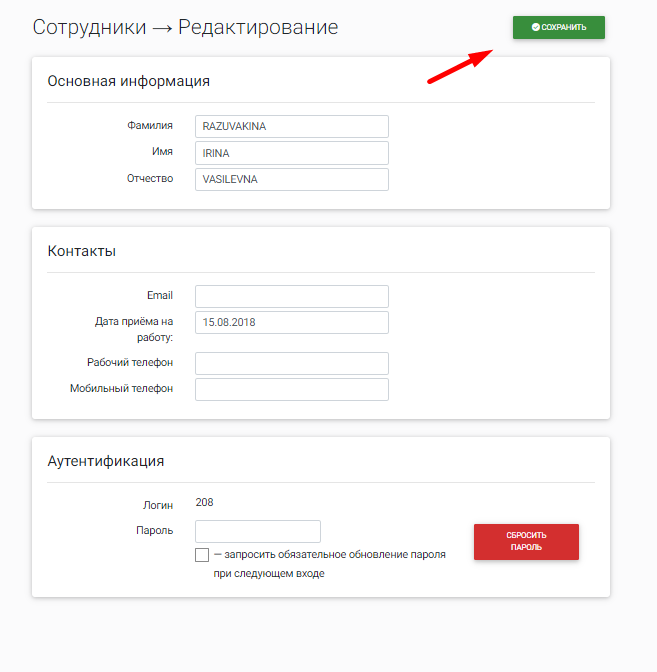 Сотрудники → Редактирование
СОХРАНИТЬ
Основная информация
Фамилия RAZUVAKINA
Имя IRINA
Отчество VASILEVNA
Контакты
Email
Дата приёма на 15.08.2018
работу:
Рабочий телефон
Мобильный телефон
Аутентификация
Логин 208
Пароль
СБРОСИТЬ
ПАРОЛЬ
— запросить обязательное обновление пароля
при следующем входе